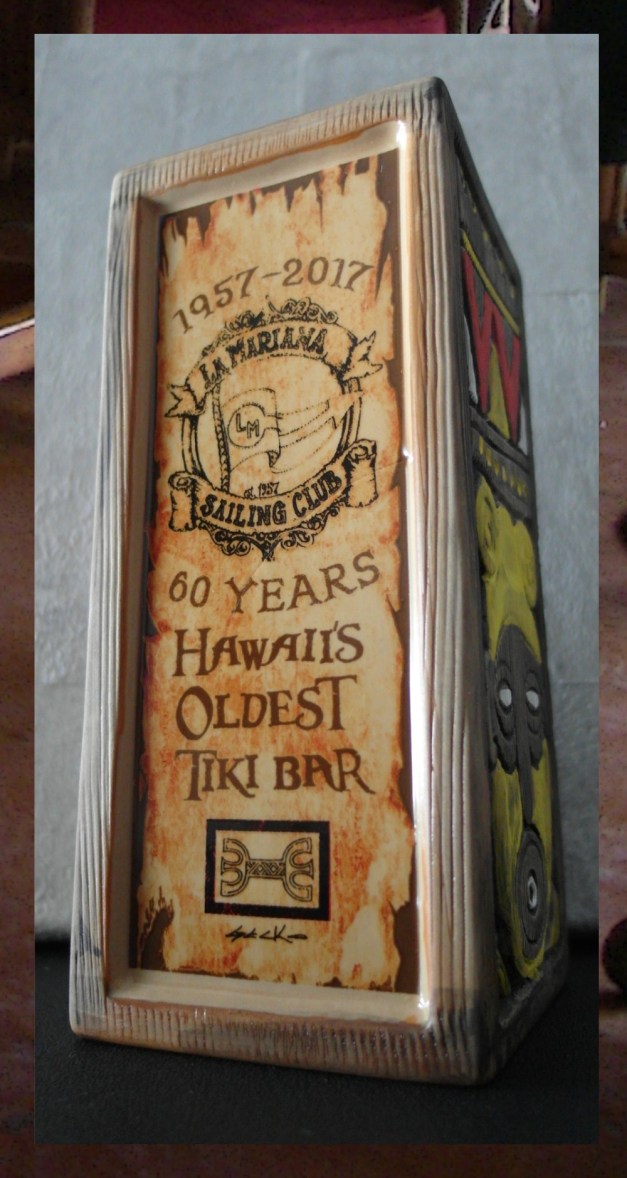 1957-2017
LA MARIANA
LM
est. 1957
SAILING CLUB
60 YEARS
HAWAII'S
OLDEST
TIKI BAR